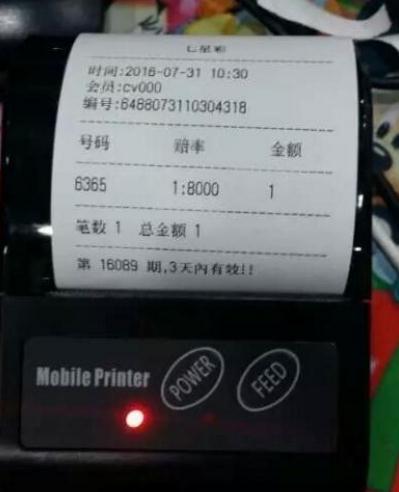 七星彩
时间:2016-07-31 10:30
会员:cv000
编号:6488073110304318
号码 赔率 金额
6365 1:8000 1
笔数 1 总金额 1
第 16089 期,3天内有效!!
Mobile Printer
POWER
FEED